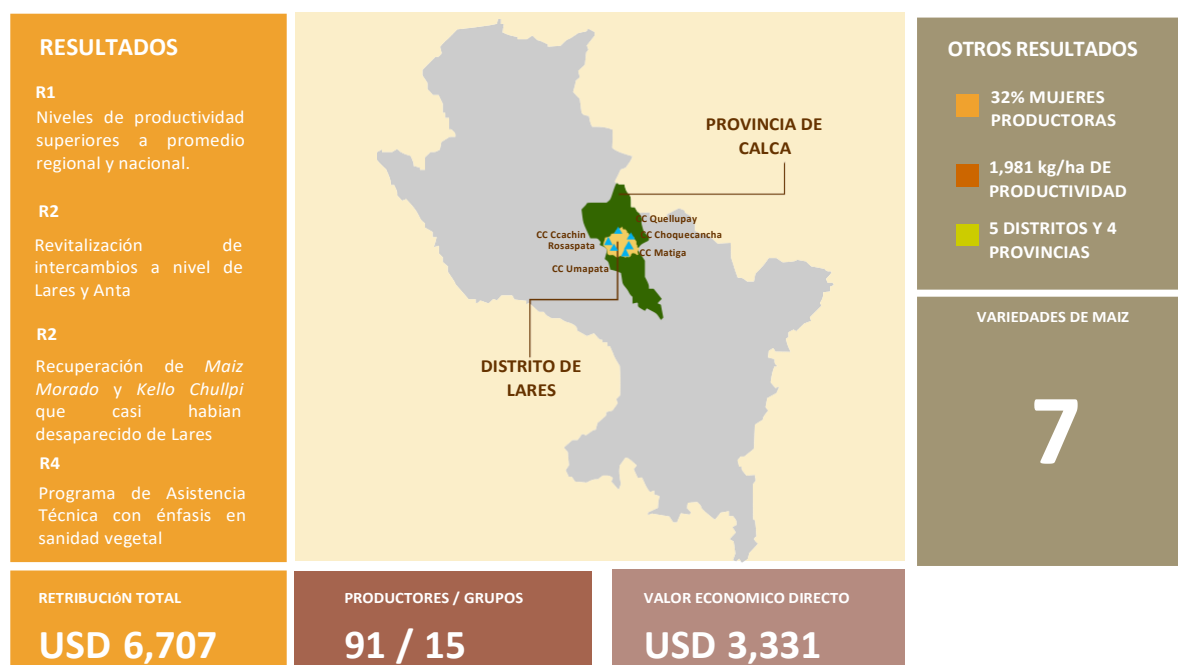 RESULTADOS
R1
Niveles de productividad
superiores a promedio
regional y nacional.
R2
Revitalización de
intercambios a nivel de
Lares y Anta
R2
Recuperación de Maiz
Morado y Kello Chullpi
que casi habian
desaparecido de Lares
R4
Programa de Asistencia
Técnica con énfasis en
sanidad vegetal
PROVINCIA DE
CALCA
CC Quellupay
CC Ccachin
CC Choquecancha
Rosaspata
CC Matiga
CC Umapata
DISTRITO DE
LARES
OTROS RESULTADOS
32% MUJERES
PRODUCTORAS
1,981 kg/ha DE
PRODUCTIVIDAD
5 DISTRITOS Y 4
PROVINCIAS
VARIEDADES DE MAIZ
7
RETRIBUCIÓN TOTAL
USD 6,707
PRODUCTORES / GRUPOS
91 / 15
VALOR ECONOMICO DIRECTO
USD 3,331